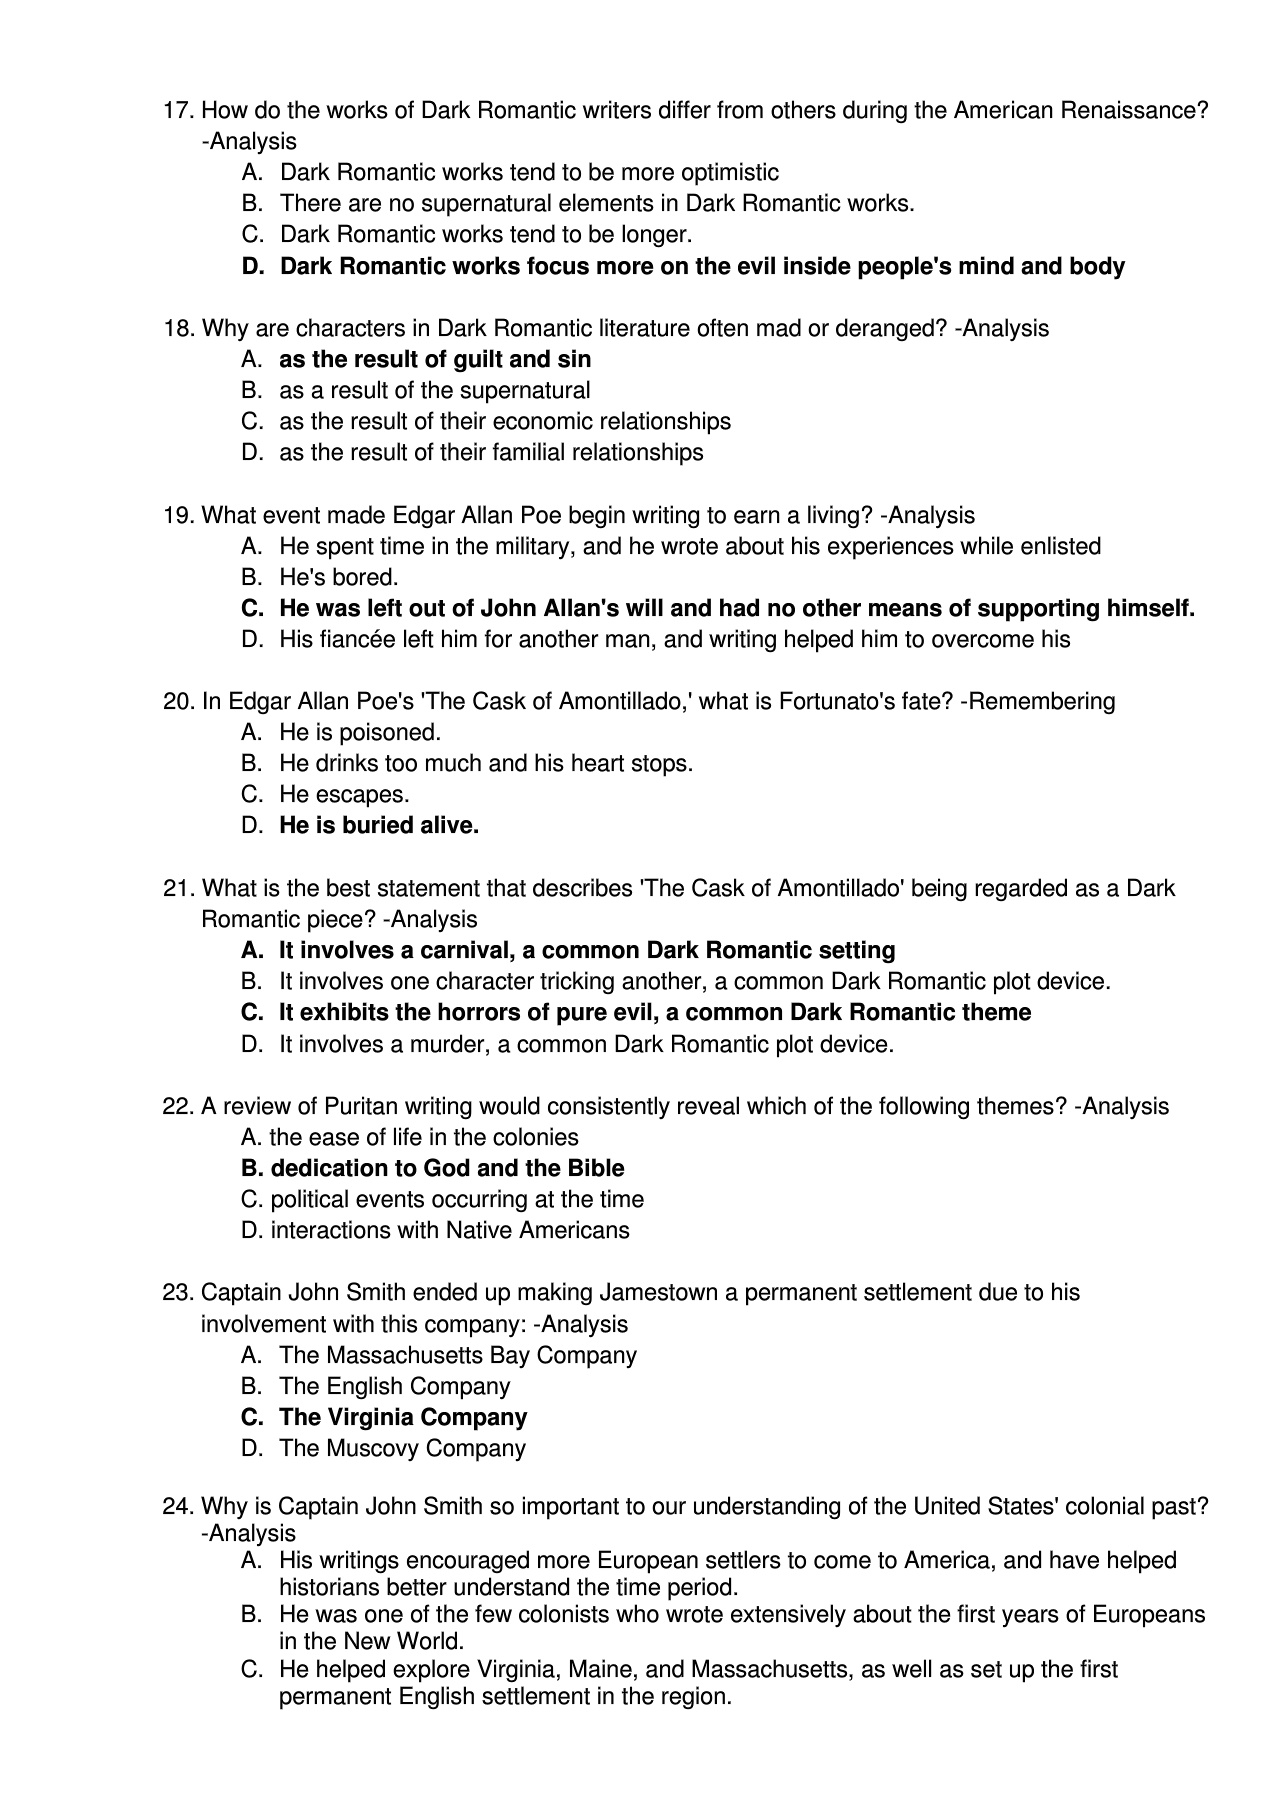 17. How do the works of Dark Romantic writers differ from others during the American Renaissance?
-Analysis
A. Dark Romantic works tend to be more optimistic
B. There are no supernatural elements in Dark Romantic works.
C. Dark Romantic works tend to be longer.
D. Dark Romantic works focus more on the evil inside people's mind and body
18. Why are characters in Dark Romantic literature often mad or deranged? -Analysis
A. as the result of guilt and sin
B. as a result of the supernatural
C. as the result of their economic relationships
D. as the result of their familial relationships
19. What event made Edgar Allan Poe begin writing to earn a living? -Analysis
A. He spent time in the military, and he wrote about his experiences while enlisted
B. He's bored.
C. He was left out of John Allan's will and had no other means of supporting himself.
D. His fiancée left him for another man, and writing helped him to overcome his
20. In Edgar Allan Poe's 'The Cask of Amontillado,' what is Fortunato's fate? -Remembering
A. He is poisoned.
B. He drinks too much and his heart stops.
C. He escapes.
D. He is buried alive.
21. What is the best statement that describes 'The Cask of Amontillado' being regarded as a Dark
Romantic piece? -Analysis
A. It involves a carnival, a common Dark Romantic setting
B. It involves one character tricking another, a common Dark Romantic plot device.
C. It exhibits the horrors of pure evil, a common Dark Romantic theme
D. It involves a murder, a common Dark Romantic plot device.
22. A review of Puritan writing would consistently reveal which of the following themes? -Analysis
A. the ease of life in the colonies
B. dedication to God and the Bible
C. political events occurring at the time
D. interactions with Native Americans
23. Captain John Smith ended up making Jamestown a permanent settlement due to his
involvement with this company: -Analysis
A. The Massachusetts Bay Company
B. The English Company
C. The Virginia Company
D. The Muscovy Company
24. Why is Captain John Smith so important to our understanding of the United States' colonial past?
-Analysis
A. His writings encouraged more European settlers to come to America, and have helped
historians better understand the time period.
B. He was one of the few colonists who wrote extensively about the first years of Europeans
in the New World.
C. He helped explore Virginia, Maine, and Massachusetts, as well as set up the first
permanent English settlement in the region.